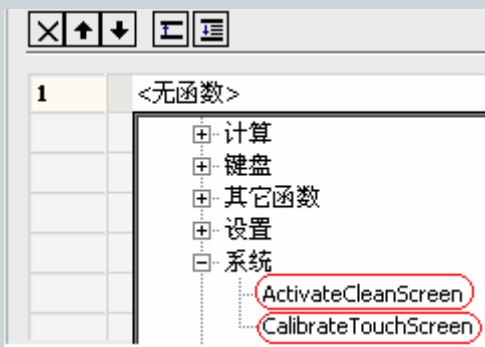 1 <无函数>
计算
键盘
其它函数
设置
系统
ActivateCleanScreen
CalibrateTouchScreen